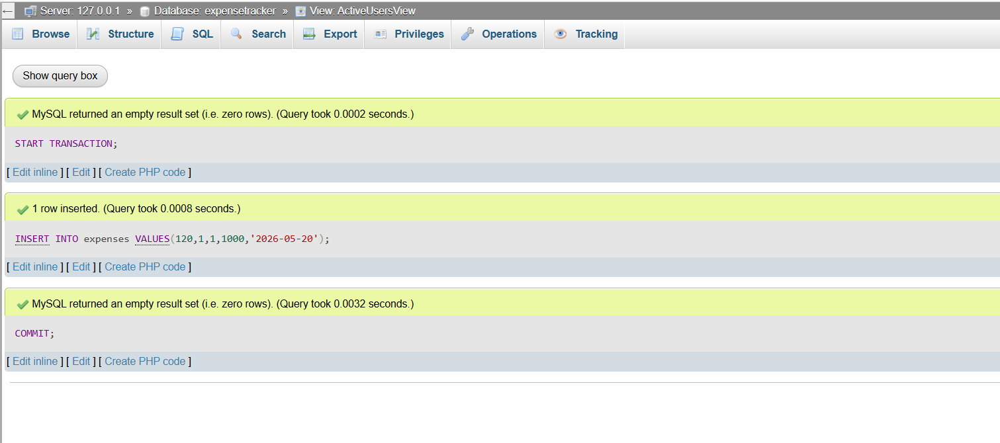 ← Server: 127.0.0.1 » Database: expensetracker » View: ActiveUsersView
Browse Structure SQL Search Export Privileges Operations Tracking
Show query box
MySQL returned an empty result set (i.e. zero rows). (Query took 0.0002 seconds.)
START TRANSACTION;
[ Edit inline ] [ Edit ] [ Create PHP code ]
1 row inserted. (Query took 0.0008 seconds.)
INSERT INTO expenses VALUES(120,1,1,1000,'2026-05-20');
[ Edit inline ] [ Edit ] [ Create PHP code ]
MySQL returned an empty result set (i.e. zero rows). (Query took 0.0032 seconds.)
COMMIT;
[ Edit inline ] [ Edit ] [ Create PHP code ]